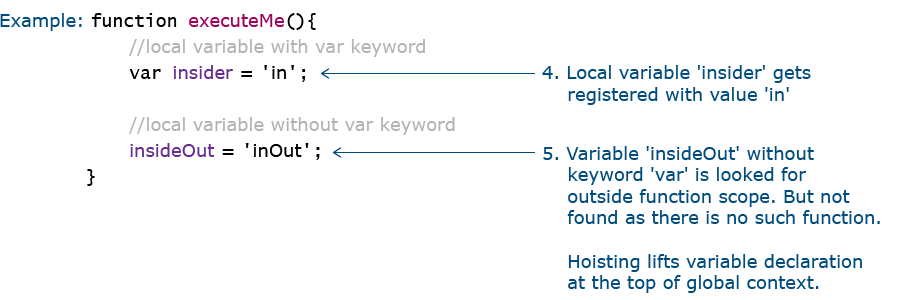 Example: function executeMe(){
//local variable with var keyword
var insider = 'in';
4. Local variable 'insider' gets
registered with value 'in'
//local variable without var keyword
insideOut = 'inOut';
5. Variable 'insideOut' without
keyword 'var' is looked for
outside function scope. But not
found as there is no such function.
}
Hoisting lifts variable declaration
at the top of global context.